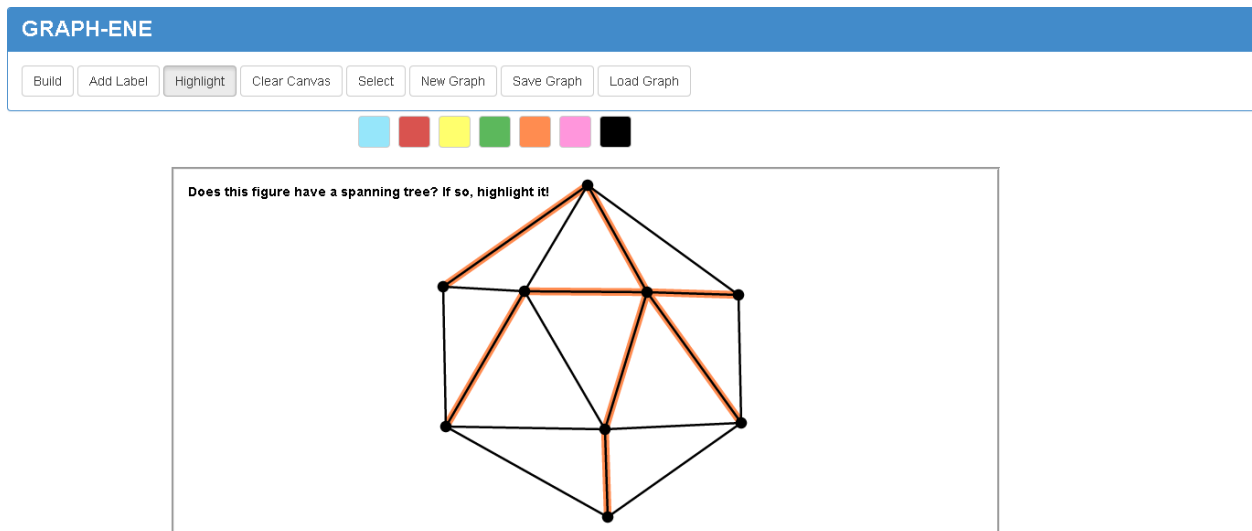 GRAPH-ENE
Build Add Label Highlight Clear Canvas Select New Graph Save Graph Load Graph
Does this figure have a spanning tree? If so, highlight it!